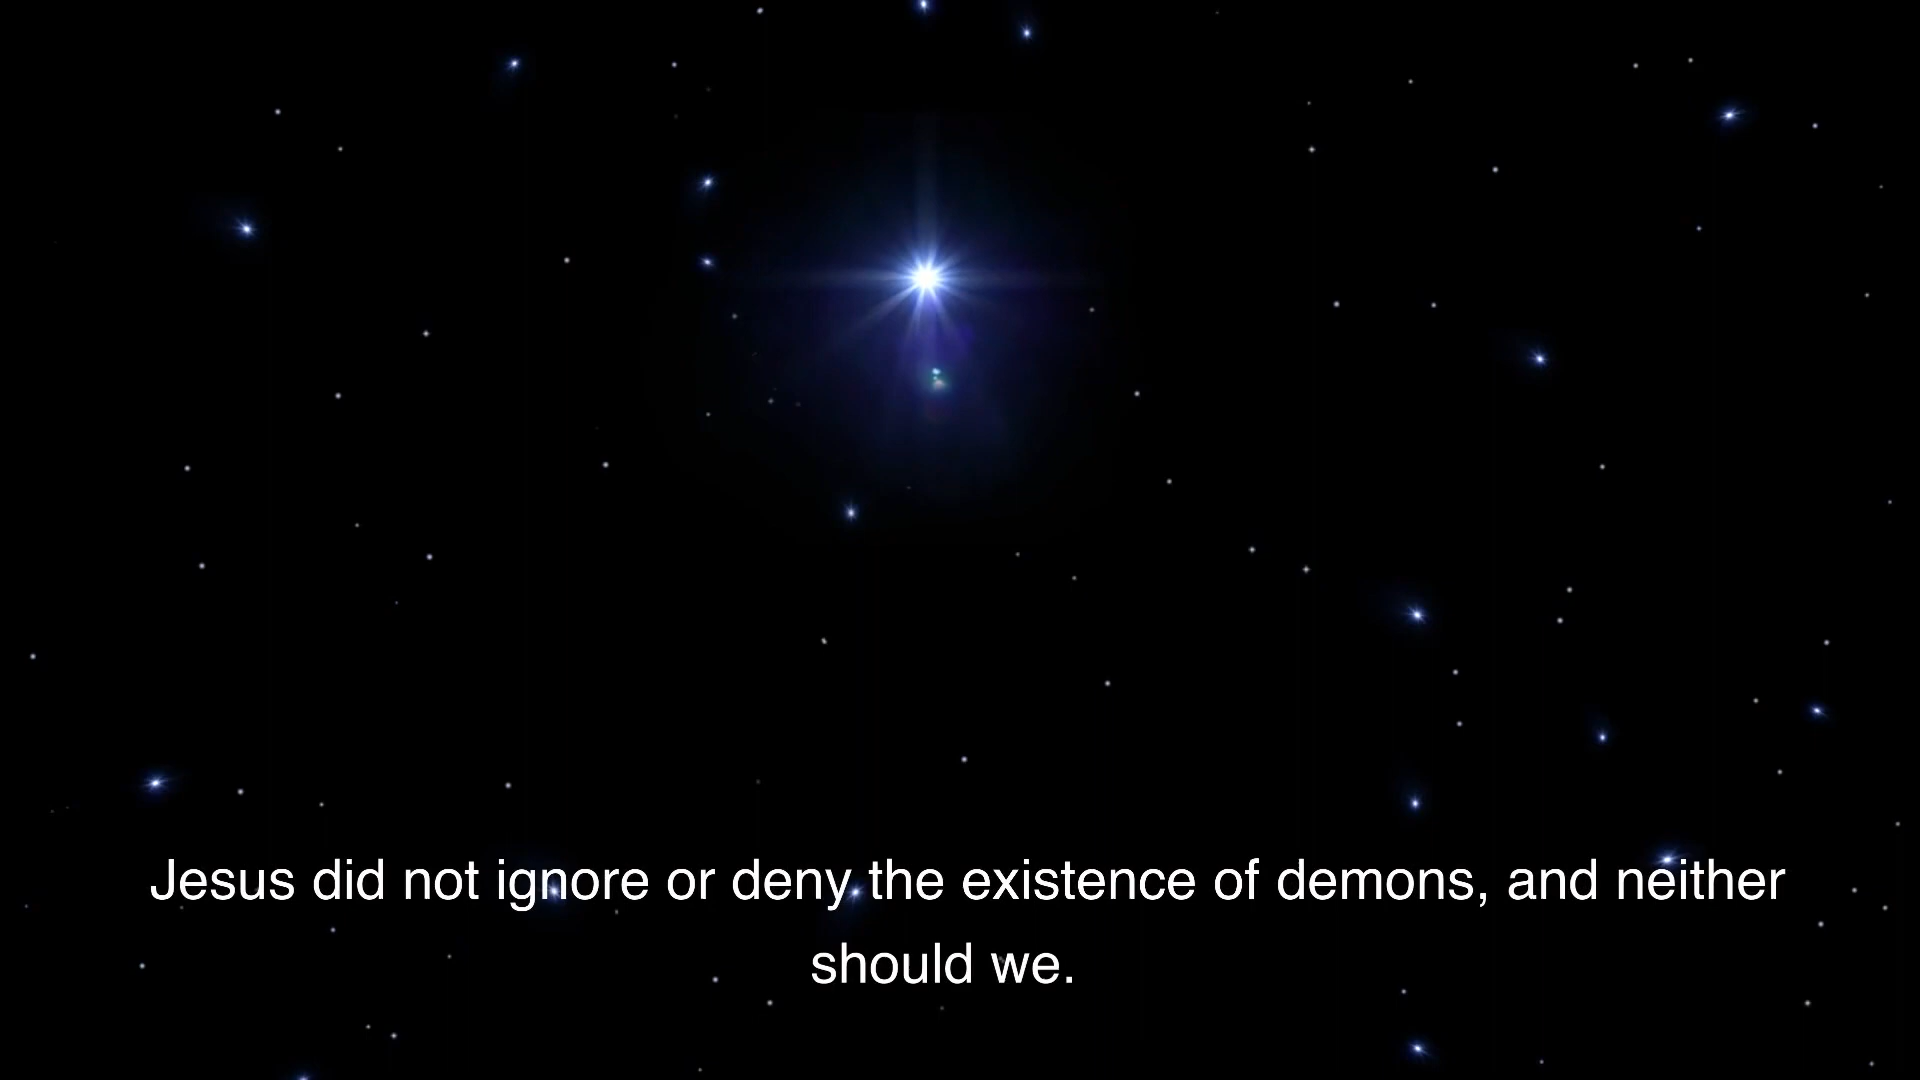 Jesus did not ignore or deny the existence of demons, and neither
should we.